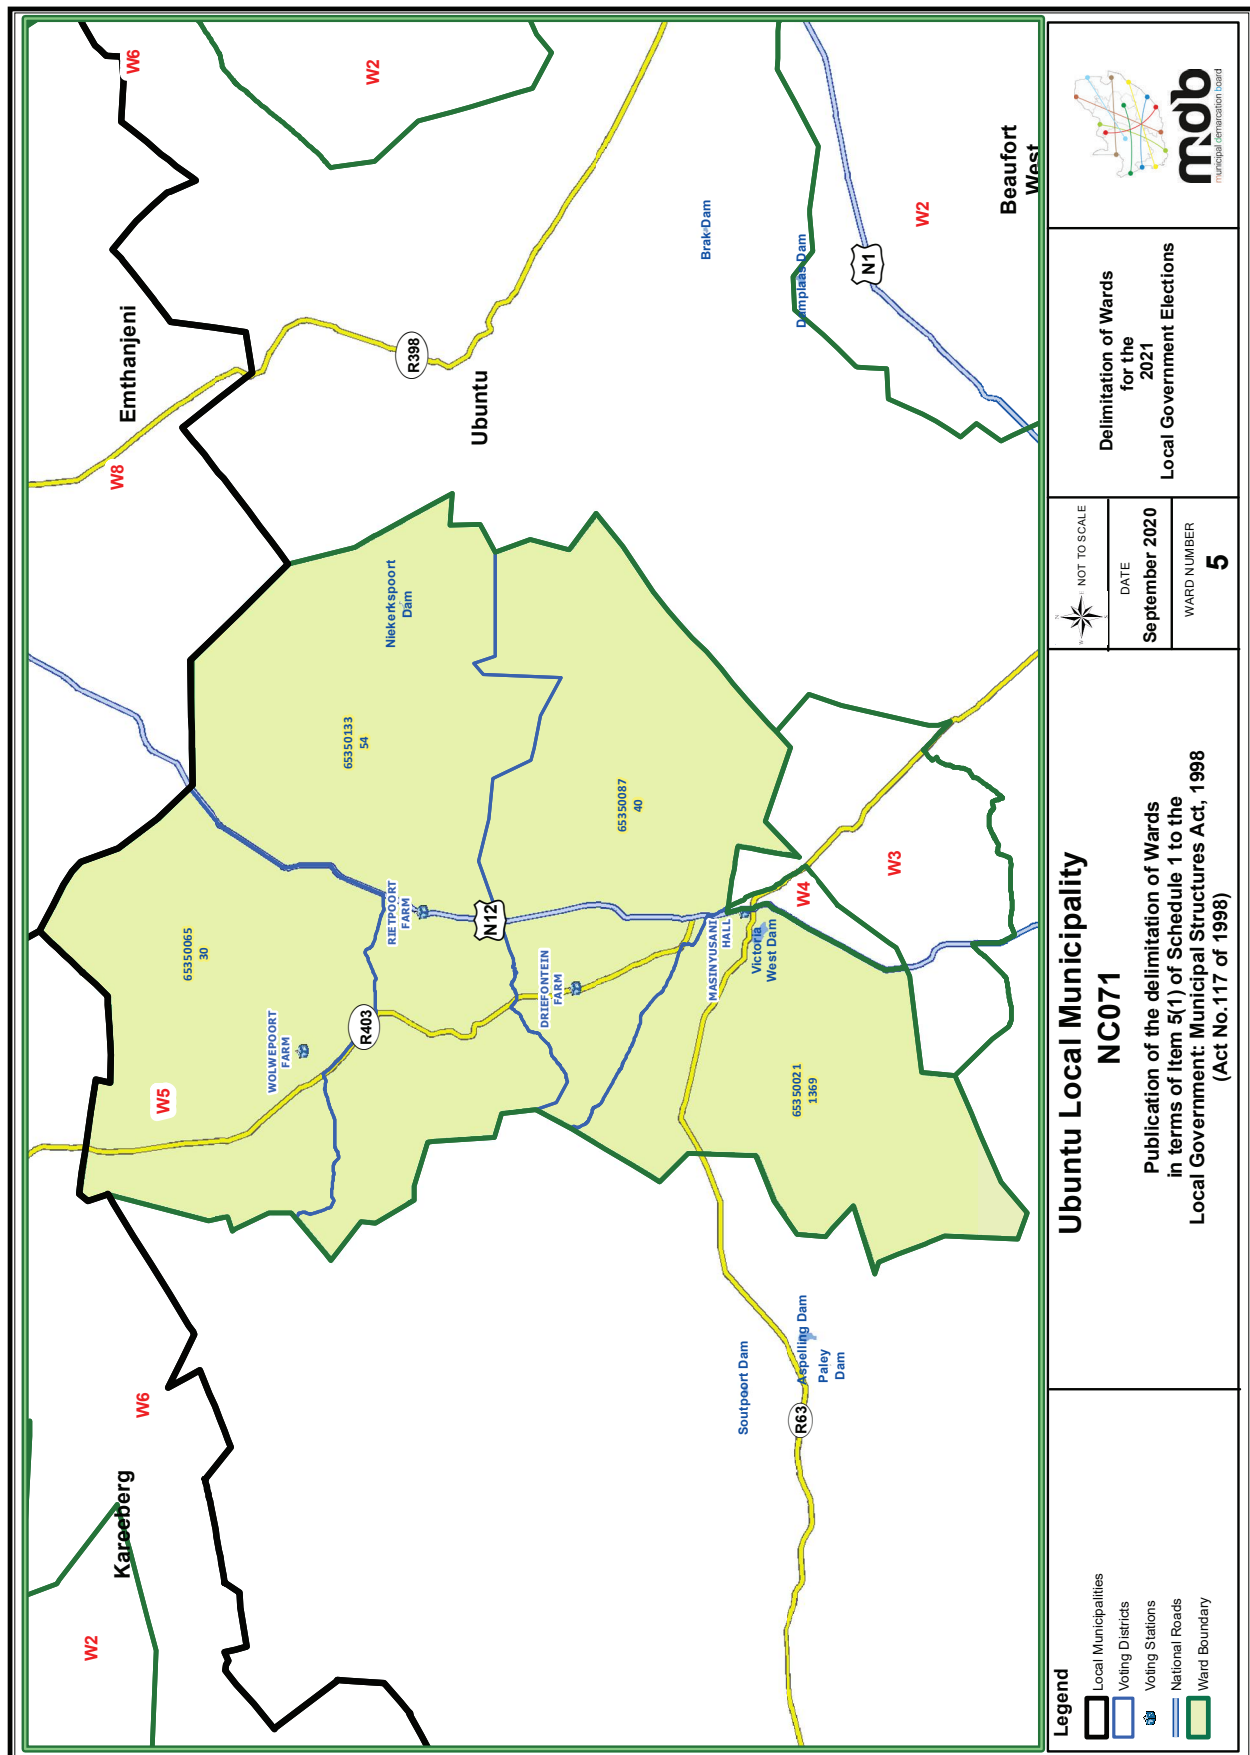 W2
Kareeberg
W6
W5
W8
Emthanjeni
W6
W2
65350065
30
WOLWEPOORT
FARM
R403
RIETPOORT
FARM
65350133
54
Niekerkspoort
Dam
R398
Ubuntu
N12
DRIEFONTEIN
FARM
65350087
40
Brak Dam
MASINYUSANI
HALL
Victoria
West Dam
W4
W3
65350021
1369
Soutpoort Dam
Aspelling Dam
Paley
Dam
R63
Damplaas Dam
N1
W2
Beaufort
West
Legend
Local Municipalities
Voting Districts
Voting Stations
National Roads
Ward Boundary
Ubuntu Local Municipality
NC071
Publication of the delimitation of Wards
in terms of Item 5(1) of Schedule 1 to the
Local Government: Municipal Structures Act, 1998
(Act No.117 of 1998)
N
W E
S
NOT TO SCALE
DATE
September 2020
WARD NUMBER
5
Delimitation of Wards
for the
2021
Local Government Elections
mdb
municipal demarcation board